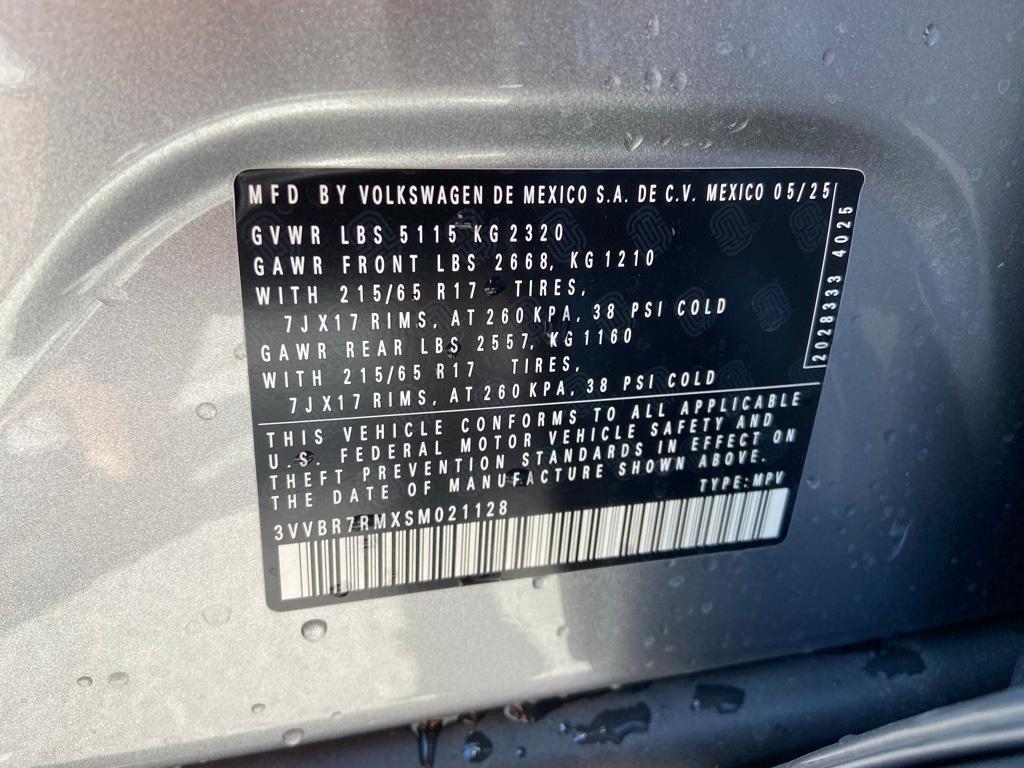 MFD BY VOLKSWAGEN DE MEXICO S.A. DE C.V. MEXICO 05/25
GVWR LBS 5115 KG 2320
GAWR FRONT LBS 2668, KG 1210
WITH 215/65 R17 TIRES,
7JX17 RIMS, AT 260 KPA, 38 PSI COLD
GAWR REAR LBS 2557, KG 1160
WITH 215/65 R17 TIRES,
7JX17 RIMS, AT 260 KPA, 38 PSI COLD
THIS VEHICLE CONFORMS TO ALL APPLICABLE
U.S. FEDERAL MOTOR VEHICLE SAFETY AND
THEFT PREVENTION STANDARDS IN EFFECT ON
THE DATE OF MANUFACTURE SHOWN ABOVE.
TYPE: MPV
3VVBR7RMXSM021128
2028333 4025